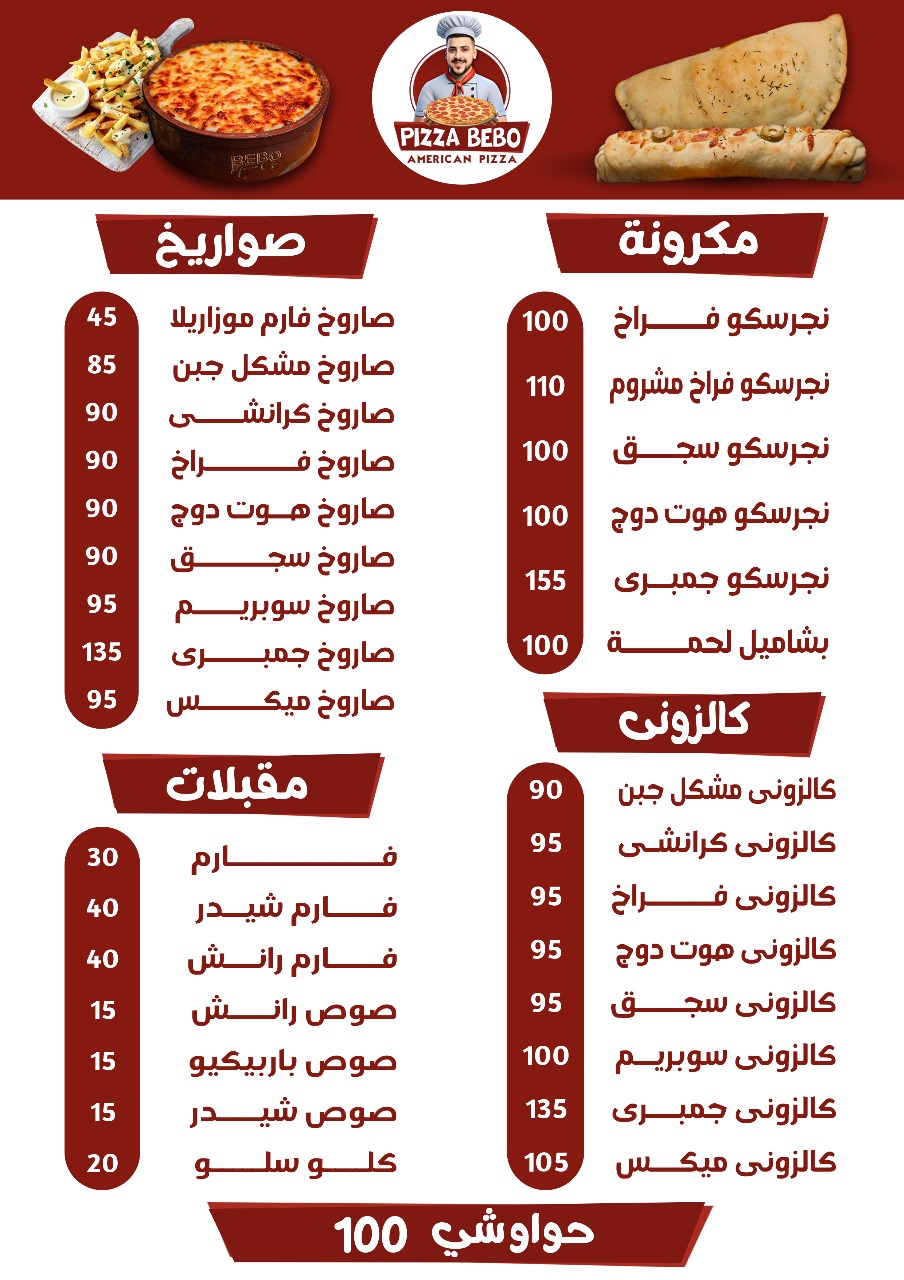 BEBO
PIZZA BEBO
AMERICAN PIZZA
مكرونة
نجرسكو فراخ 100
نجرسكو فراخ مشروم 110
نجرسكو سجق 100
نجرسكو هوت دوج 100
نجرسكو جمبرى 155
بشاميل لحمة 100
كالزونى
كالزونى مشكل جبن 90
كالزونى كرانشى 95
كالزونى فراخ 95
كالزونى هوت دوج 95
كالزونى سجق 95
كالزونى سوبريم 100
كالزونى جمبرى 135
كالزونى ميكس 105
صواريخ
صاروخ فارم موزاريلا 45
صاروخ مشكل جبن 85
صاروخ كرانشى 90
صاروخ فراخ 90
صاروخ هوت دوج 90
صاروخ سجق 90
صاروخ سوبريم 95
صاروخ جمبرى 135
صاروخ ميكس 95
مقبلات
فارم 30
فارم شيدر 40
فارم رانش 40
صوص رانش 15
صوص باربيكيو 15
صوص شيدر 15
كلو سلو 20
حواوشي 100